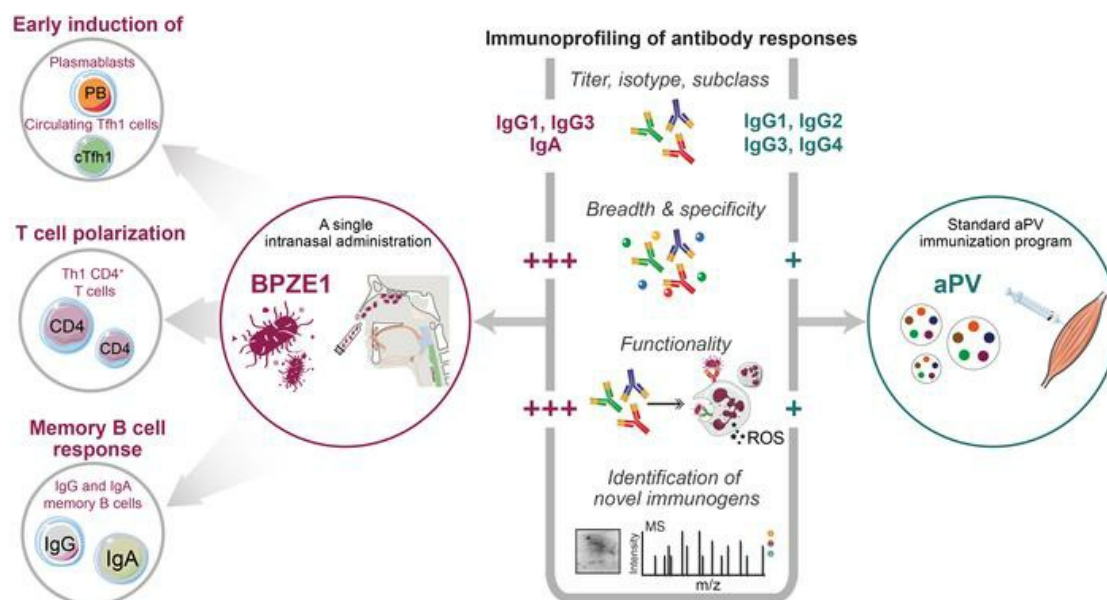 Early induction of
Plasmablasts
PB
Circulating Tfh1 cells
cTfh1
T cell polarization
Th1 CD4⁺
T cells
CD4
CD4
Memory B cell
response
IgG and IgA
memory B cells
IgG
IgA
A single
intranasal administration
BPZE1
Immunoprofiling of antibody responses
Titer, isotype, subclass
IgG1, IgG3
IgA
IgG1, IgG2
IgG3, IgG4
Breadth & specificity
+++
+
Functionality
+++
+
ROS
Identification of
novel immunogens
MS
Intensity
m/z
Standard aPV
immunization program
aPV